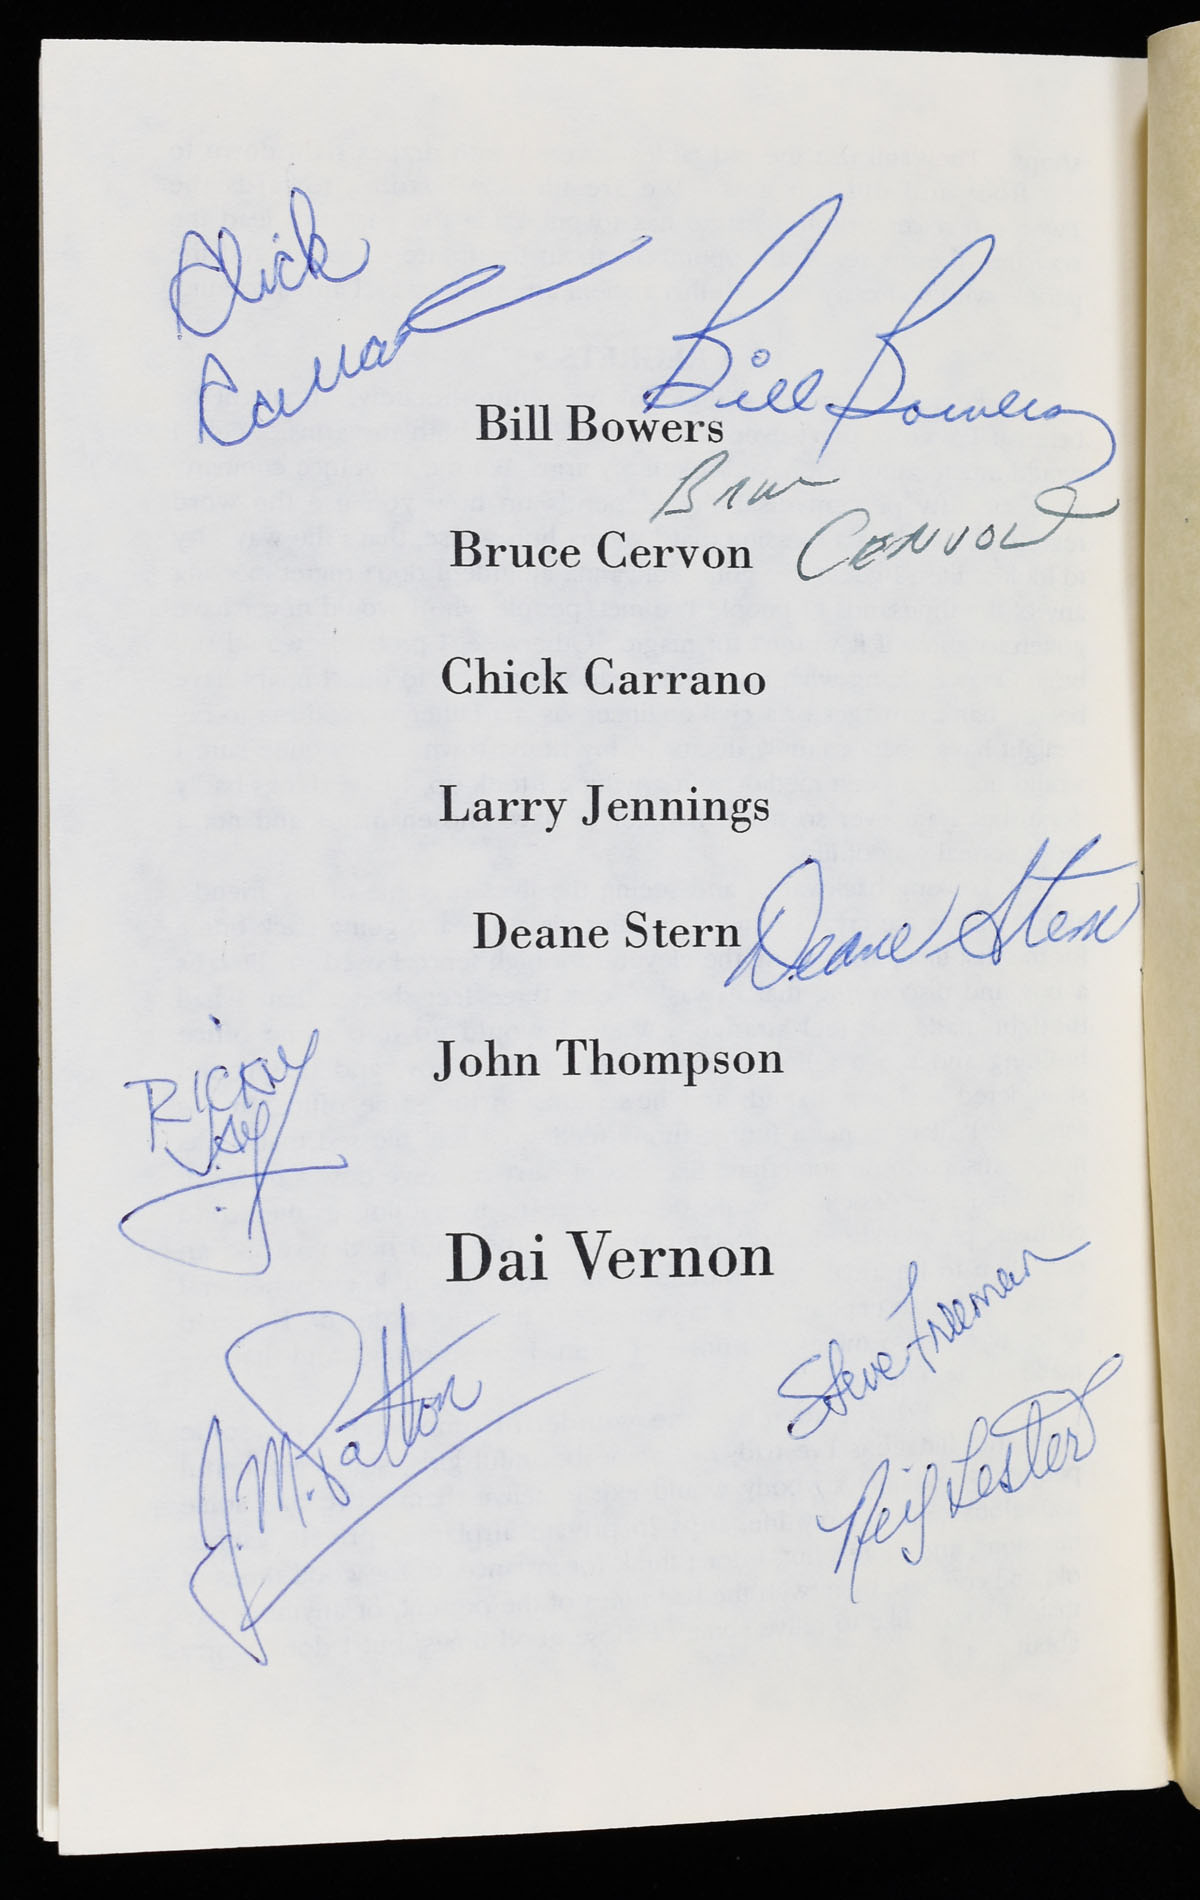 Chick
Carrano
Bill Bowers
Bill Bowers
Bruce
Cervon
Bruce Cervon
Chick Carrano
Larry Jennings
Deane Stern
Deane Stern
John Thompson
Ricky
Jay
Dai Vernon
Steve Freeman
J.M. Patton
Neil Lester